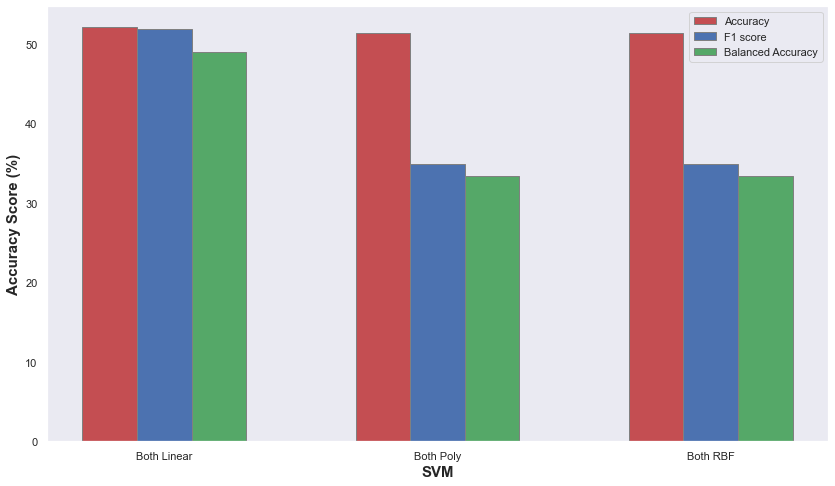 Accuracy
F1 score
Balanced Accuracy
Accuracy Score (%)
50
40
30
20
10
0
Both Linear
Both Poly
Both RBF
SVM